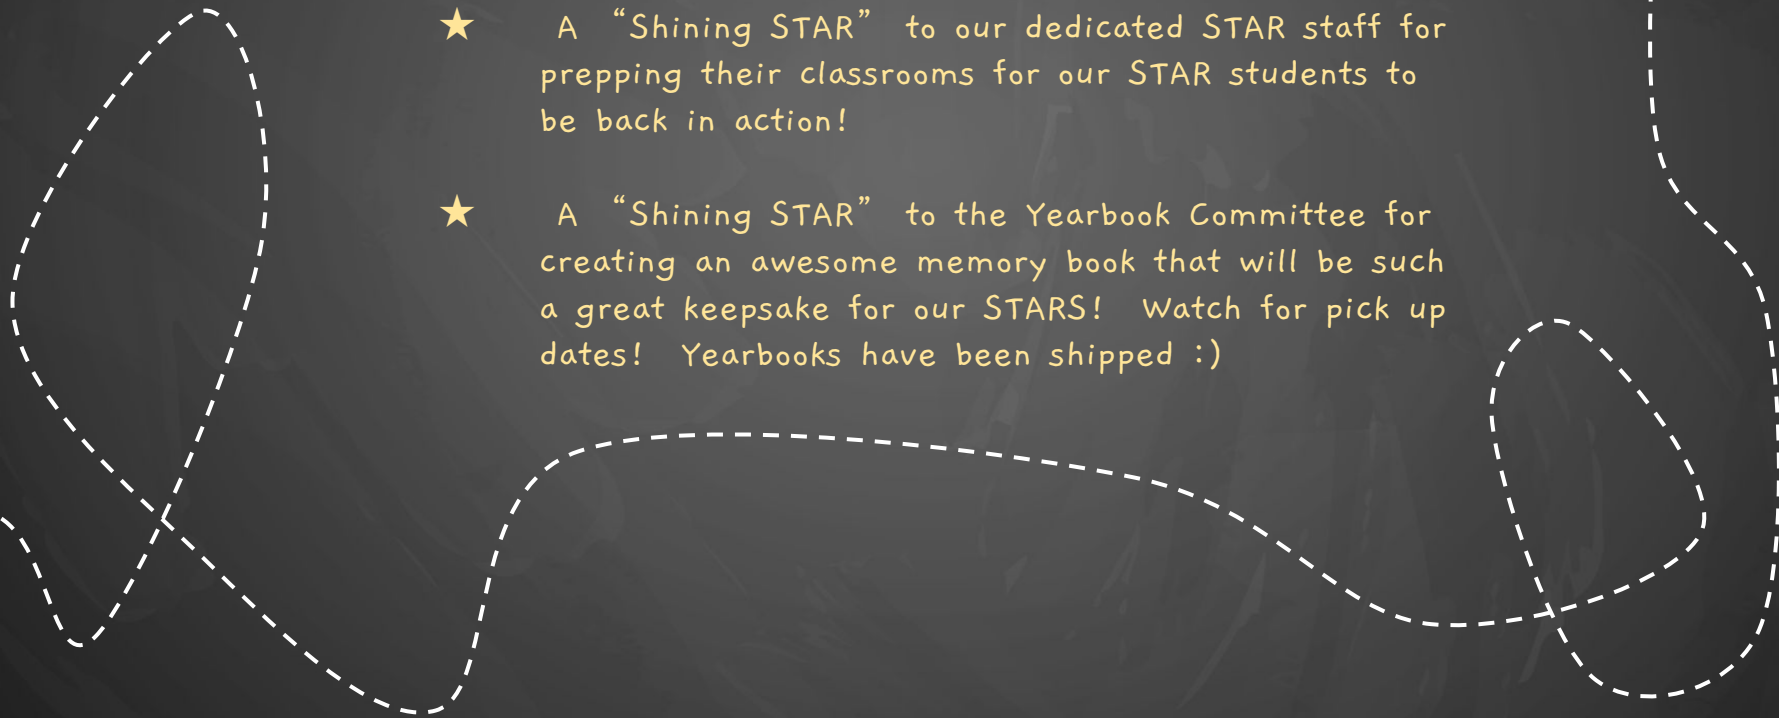 ★ A “Shining STAR” to our dedicated STAR staff for
prepping their classrooms for our STAR students to
be back in action!
★ A “Shining STAR” to the Yearbook Committee for
creating an awesome memory book that will be such
a great keepsake for our STARS! Watch for pick up
dates! Yearbooks have been shipped :)